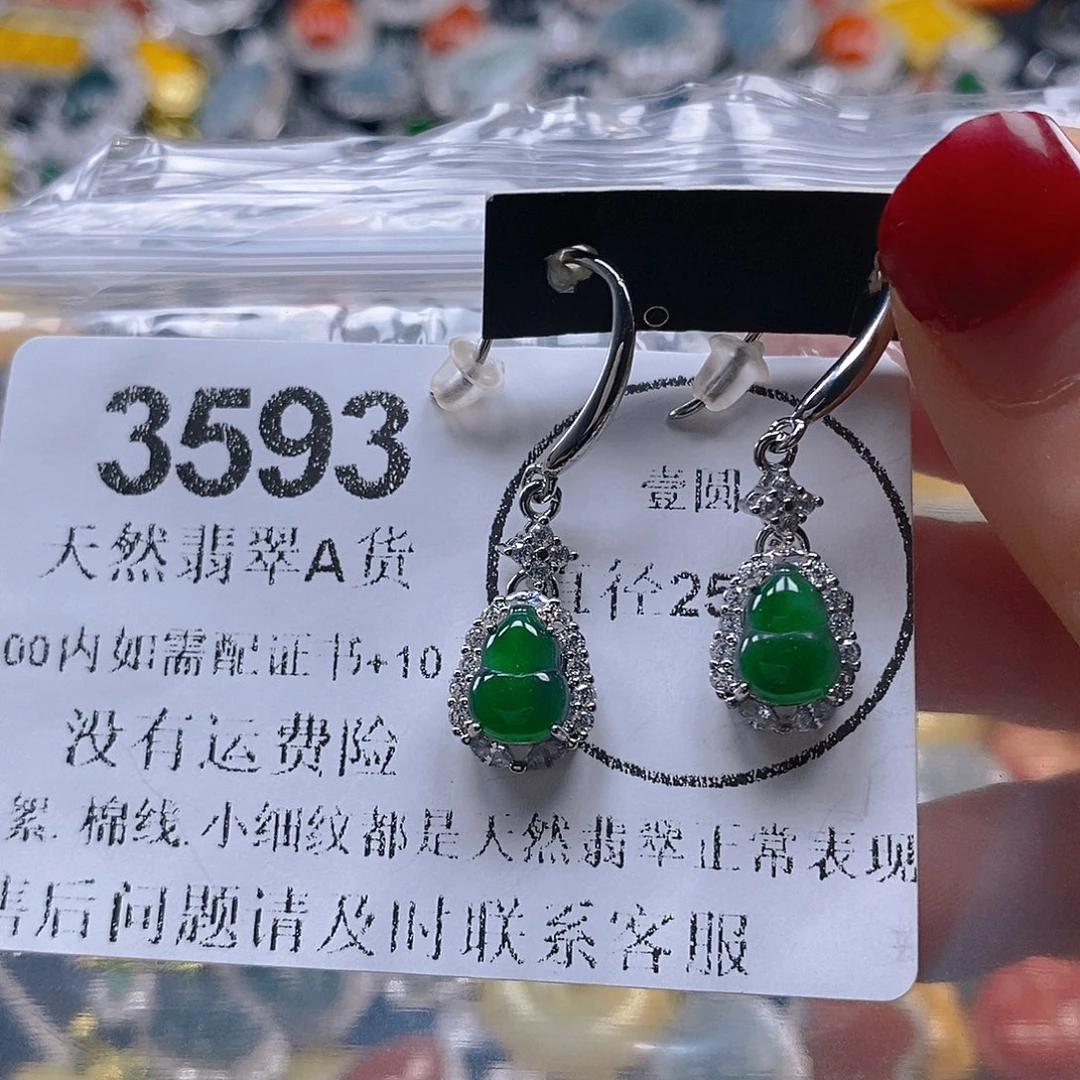 3593
天然翡翠A货
壹圆
直径25
00内如需配证书+10
没有运费险
絮.棉线.小细纹都是天然翡翠正常表现
售后问题请及时联系客服